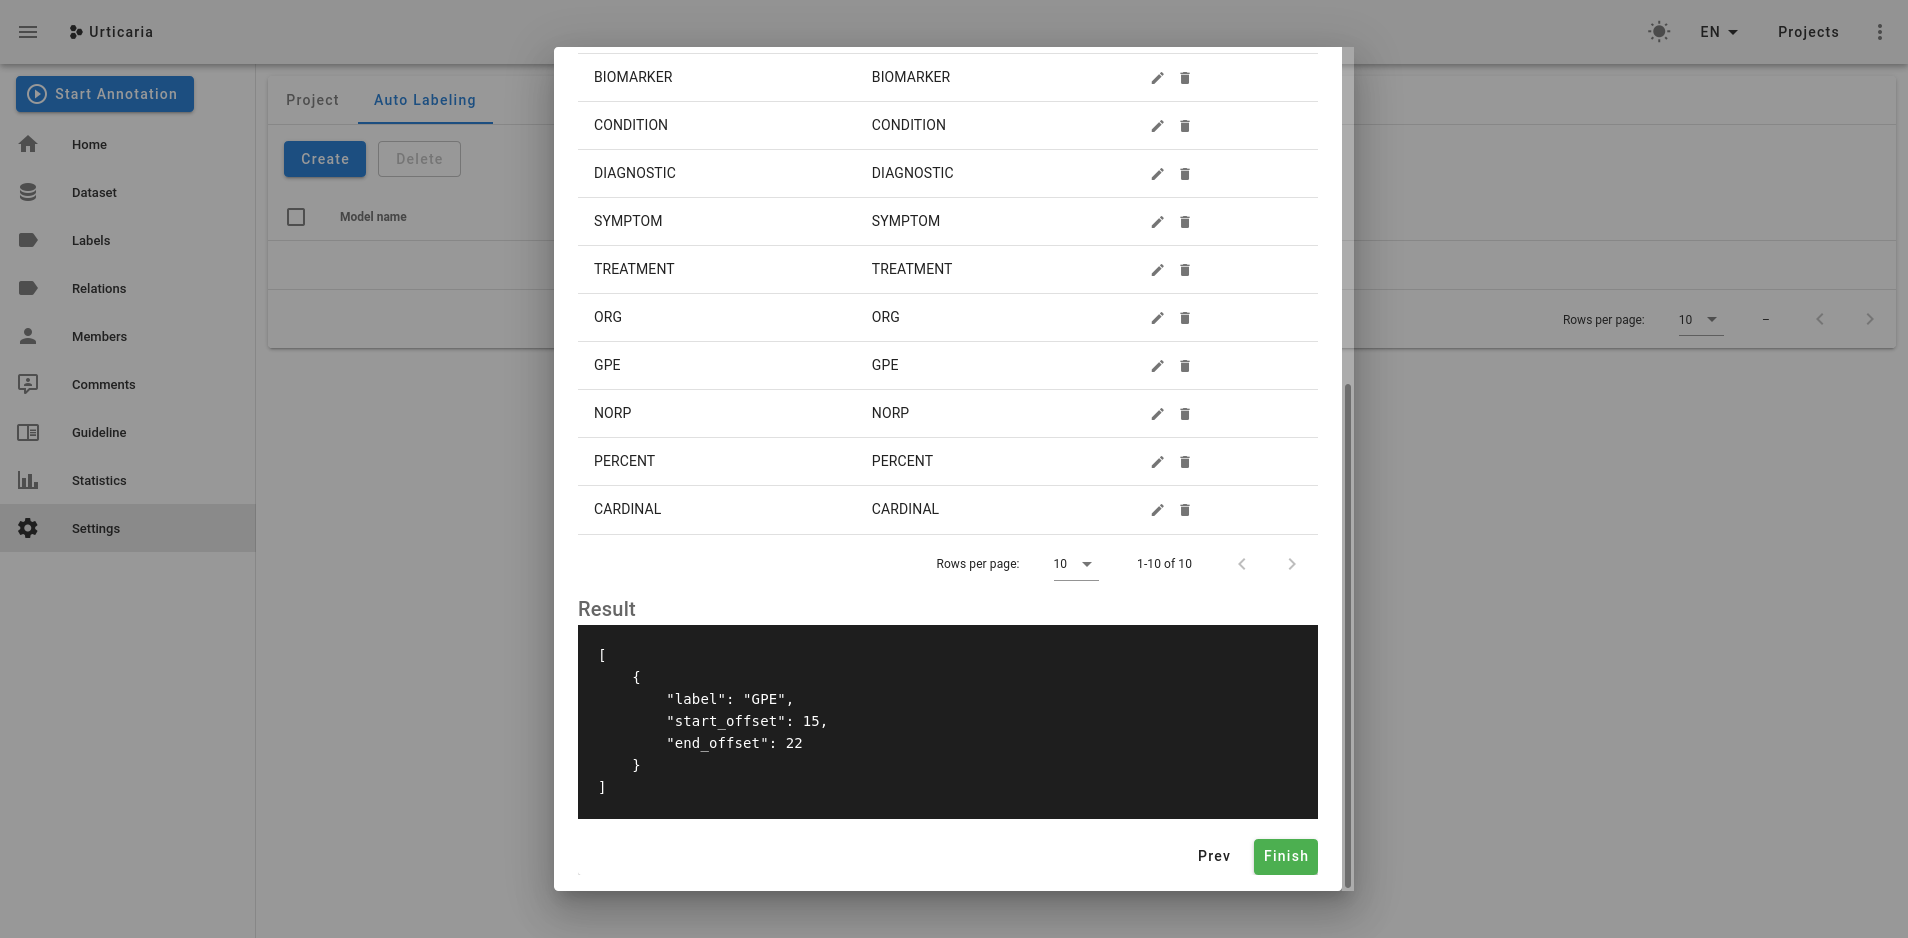 Urticaria
EN
Projects
Start Annotation
Home
Dataset
Labels
Relations
Members
Comments
Guideline
Statistics
Settings
Project
Auto Labeling
Create
Delete
Model name
Rows per page:
10
–
BIOMARKER BIOMARKER
CONDITION CONDITION
DIAGNOSTIC DIAGNOSTIC
SYMPTOM SYMPTOM
TREATMENT TREATMENT
ORG ORG
GPE GPE
NORP NORP
PERCENT PERCENT
CARDINAL CARDINAL
Rows per page: 10 1-10 of 10
Result
[
{
"label": "GPE",
"start_offset": 15,
"end_offset": 22
}
]
Prev
Finish